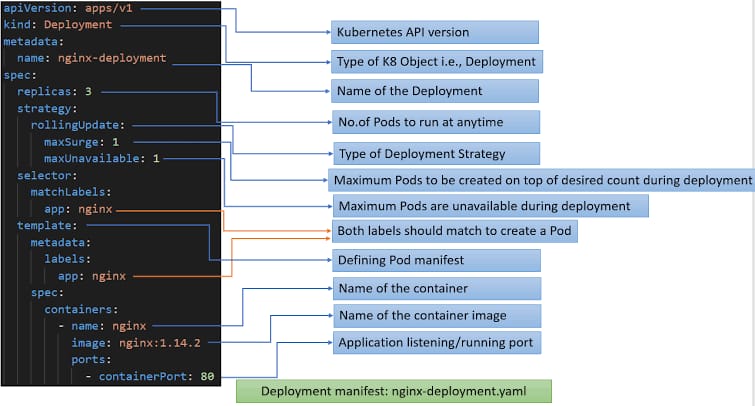 apiVersion: apps/v1
kind: Deployment
metadata:
name: nginx-deployment
spec:
replicas: 3
strategy:
rollingUpdate:
maxSurge: 1
maxUnavailable: 1
selector:
matchLabels:
app: nginx
template:
metadata:
labels:
app: nginx
spec:
containers:
- name: nginx
image: nginx:1.14.2
ports:
- containerPort: 80
Kubernetes API version
Type of K8 Object i.e., Deployment
Name of the Deployment
No.of Pods to run at anytime
Type of Deployment Strategy
Maximum Pods to be created on top of desired count during deployment
Maximum Pods are unavailable during deployment
Both labels should match to create a Pod
Defining Pod manifest
Name of the container
Name of the container image
Application listening/running port
Deployment manifest: nginx-deployment.yaml